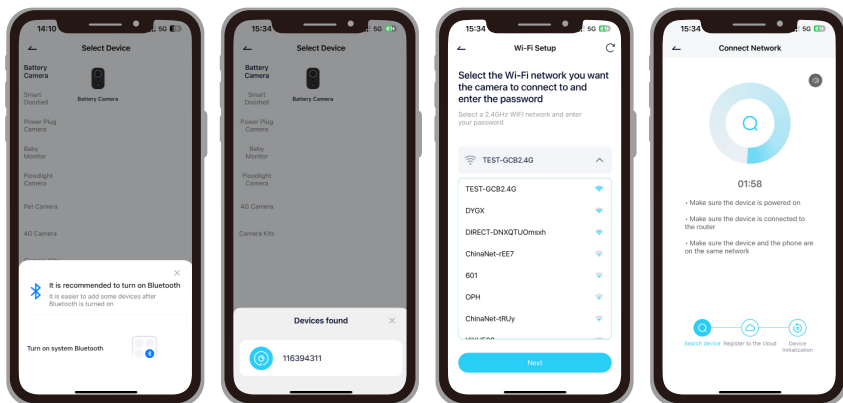 14:10
5G
Select Device
Battery
Camera
Smart
Doorbell
Battery Camera
Power Plug
Camera
Baby
Monitor
Floodlight
Camera
Pet Camera
4G Camera
It is recommended to turn on Bluetooth
It is easier to add some devices after
Bluetooth is turned on
Turn on system Bluetooth
15:34
5G
Select Device
Battery
Camera
Smart
Doorbell
Battery Camera
Power Plug
Camera
Baby
Monitor
Floodlight
Camera
4G Camera
Camera Kits
Devices found
116394311
15:34
5G
Wi-Fi Setup
Select the Wi-Fi network you want
the camera to connect to and
enter the password
Select a 2.4GHz WIFI network and enter
your password
TEST-GCB2.4G
TEST-GCB2.4G
DYGX
DIRECT-DNXQTUOmsxh
ChinaNet-rEE7
601
OPH
ChinaNet-tRUy
Next
15:34
5G
Connect Network
01:58
• Make sure the device is powered on
• Make sure the device is connected to
the router
• Make sure the device and the phone are
on the same network
Search device
Register to the cloud
Device
Initialization